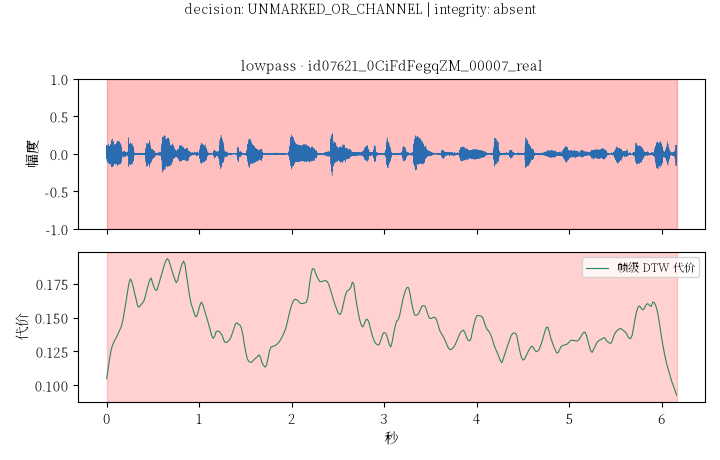 decision: UNMARKED_OR_CHANNEL | integrity: absent
lowpass · id07621_0CiFdFegqZM_00007_real
1.0
0.5
0.0
-0.5
-1.0
幅度
帧级 DTW 代价
0.175
0.150
0.125
0.100
代价
0
1
2
3
4
5
6
秒